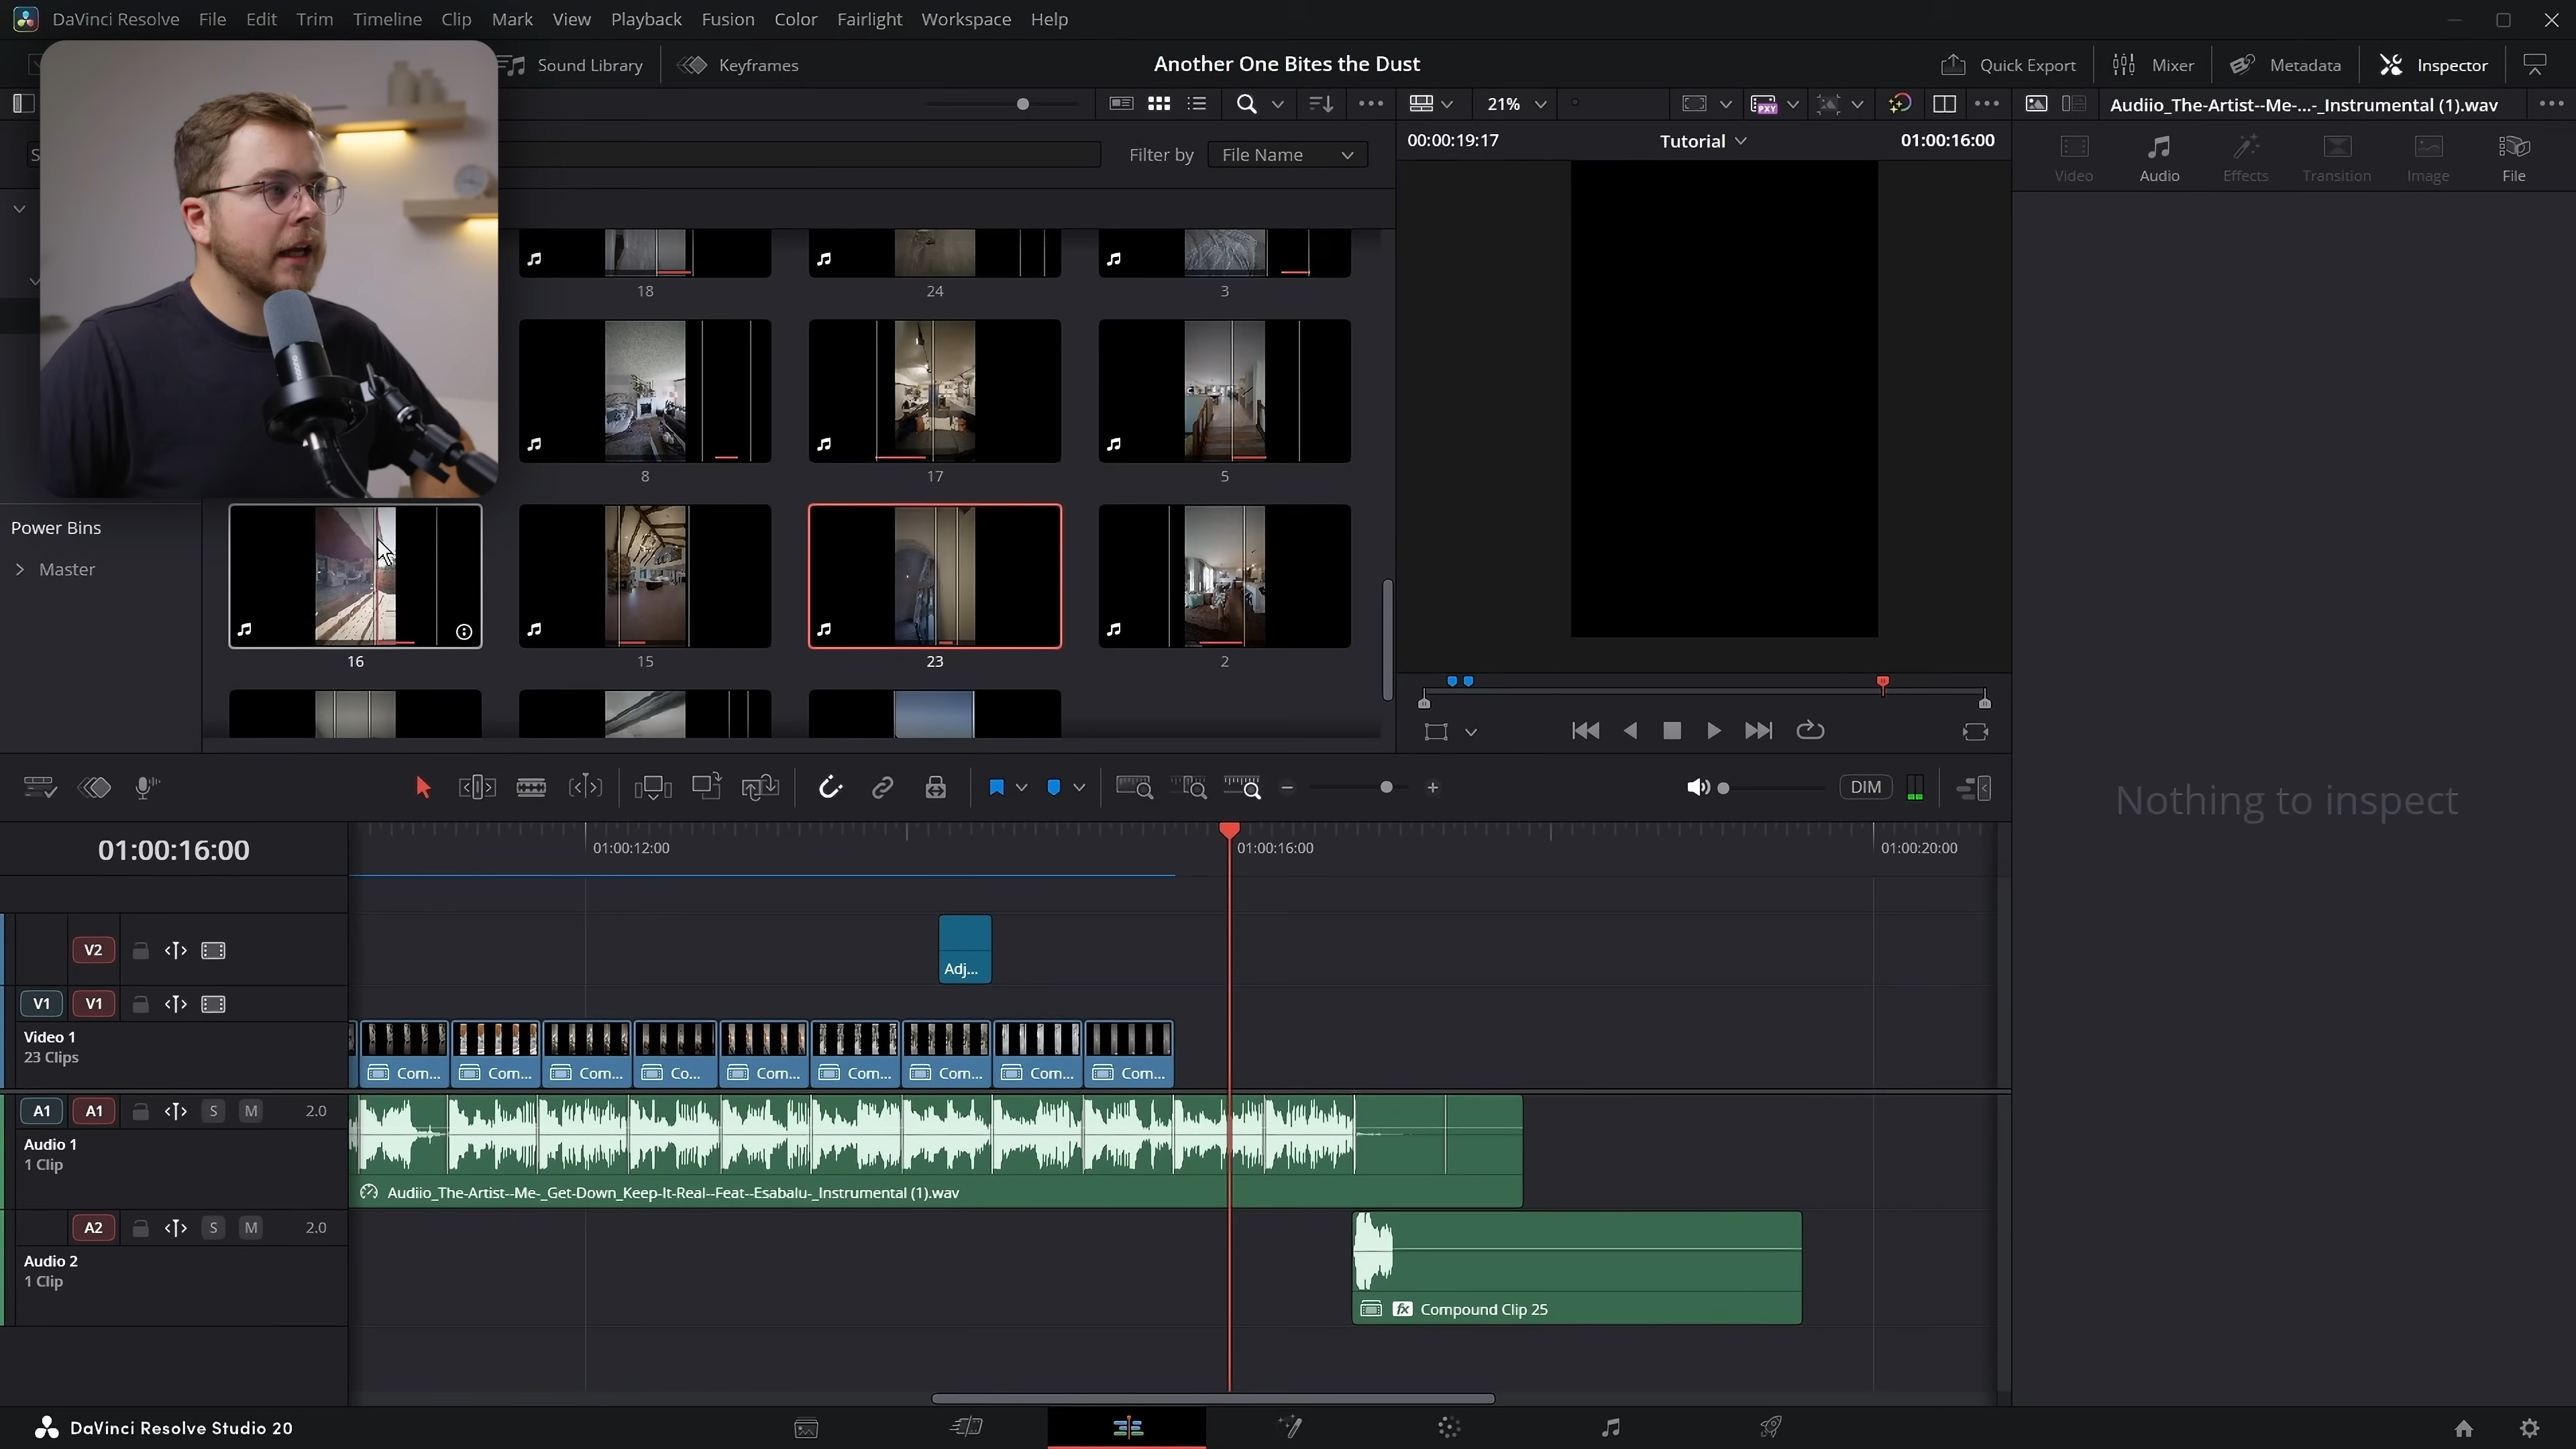 DaVinci Resolve File Edit Trim Timeline Clip Mark View Playback Fusion Color Fairlight Workspace Help
Sound Library Keyframes Another One Bites the Dust Quick Export Mixer Metadata Inspector
21% Audiio_The-Artist--Me-...-_Instrumental (1).wav
00:00:19:17 Tutorial 01:00:16:00
S Filter by File Name
Video Audio Effects Transition Image File
18 24 3
8 17 5
Power Bins
Master
16 15 23 2
DIM
Nothing to inspect
01:00:16:00 01:00:12:00 01:00:16:00 01:00:20:00
V2
Adj...
V1 V1
Video 1
23 Clips
Com... Com... Com... Co... Com... Com... Com... Com... Com...
A1 A1 S M 2.0
Audio 1
1 Clip
Audiio_The-Artist--Me-_Get-Down_Keep-It-Real--Feat--Esabalu-_Instrumental (1).wav
A2 S M 2.0
Audio 2
1 Clip
fx Compound Clip 25
DaVinci Resolve Studio 20